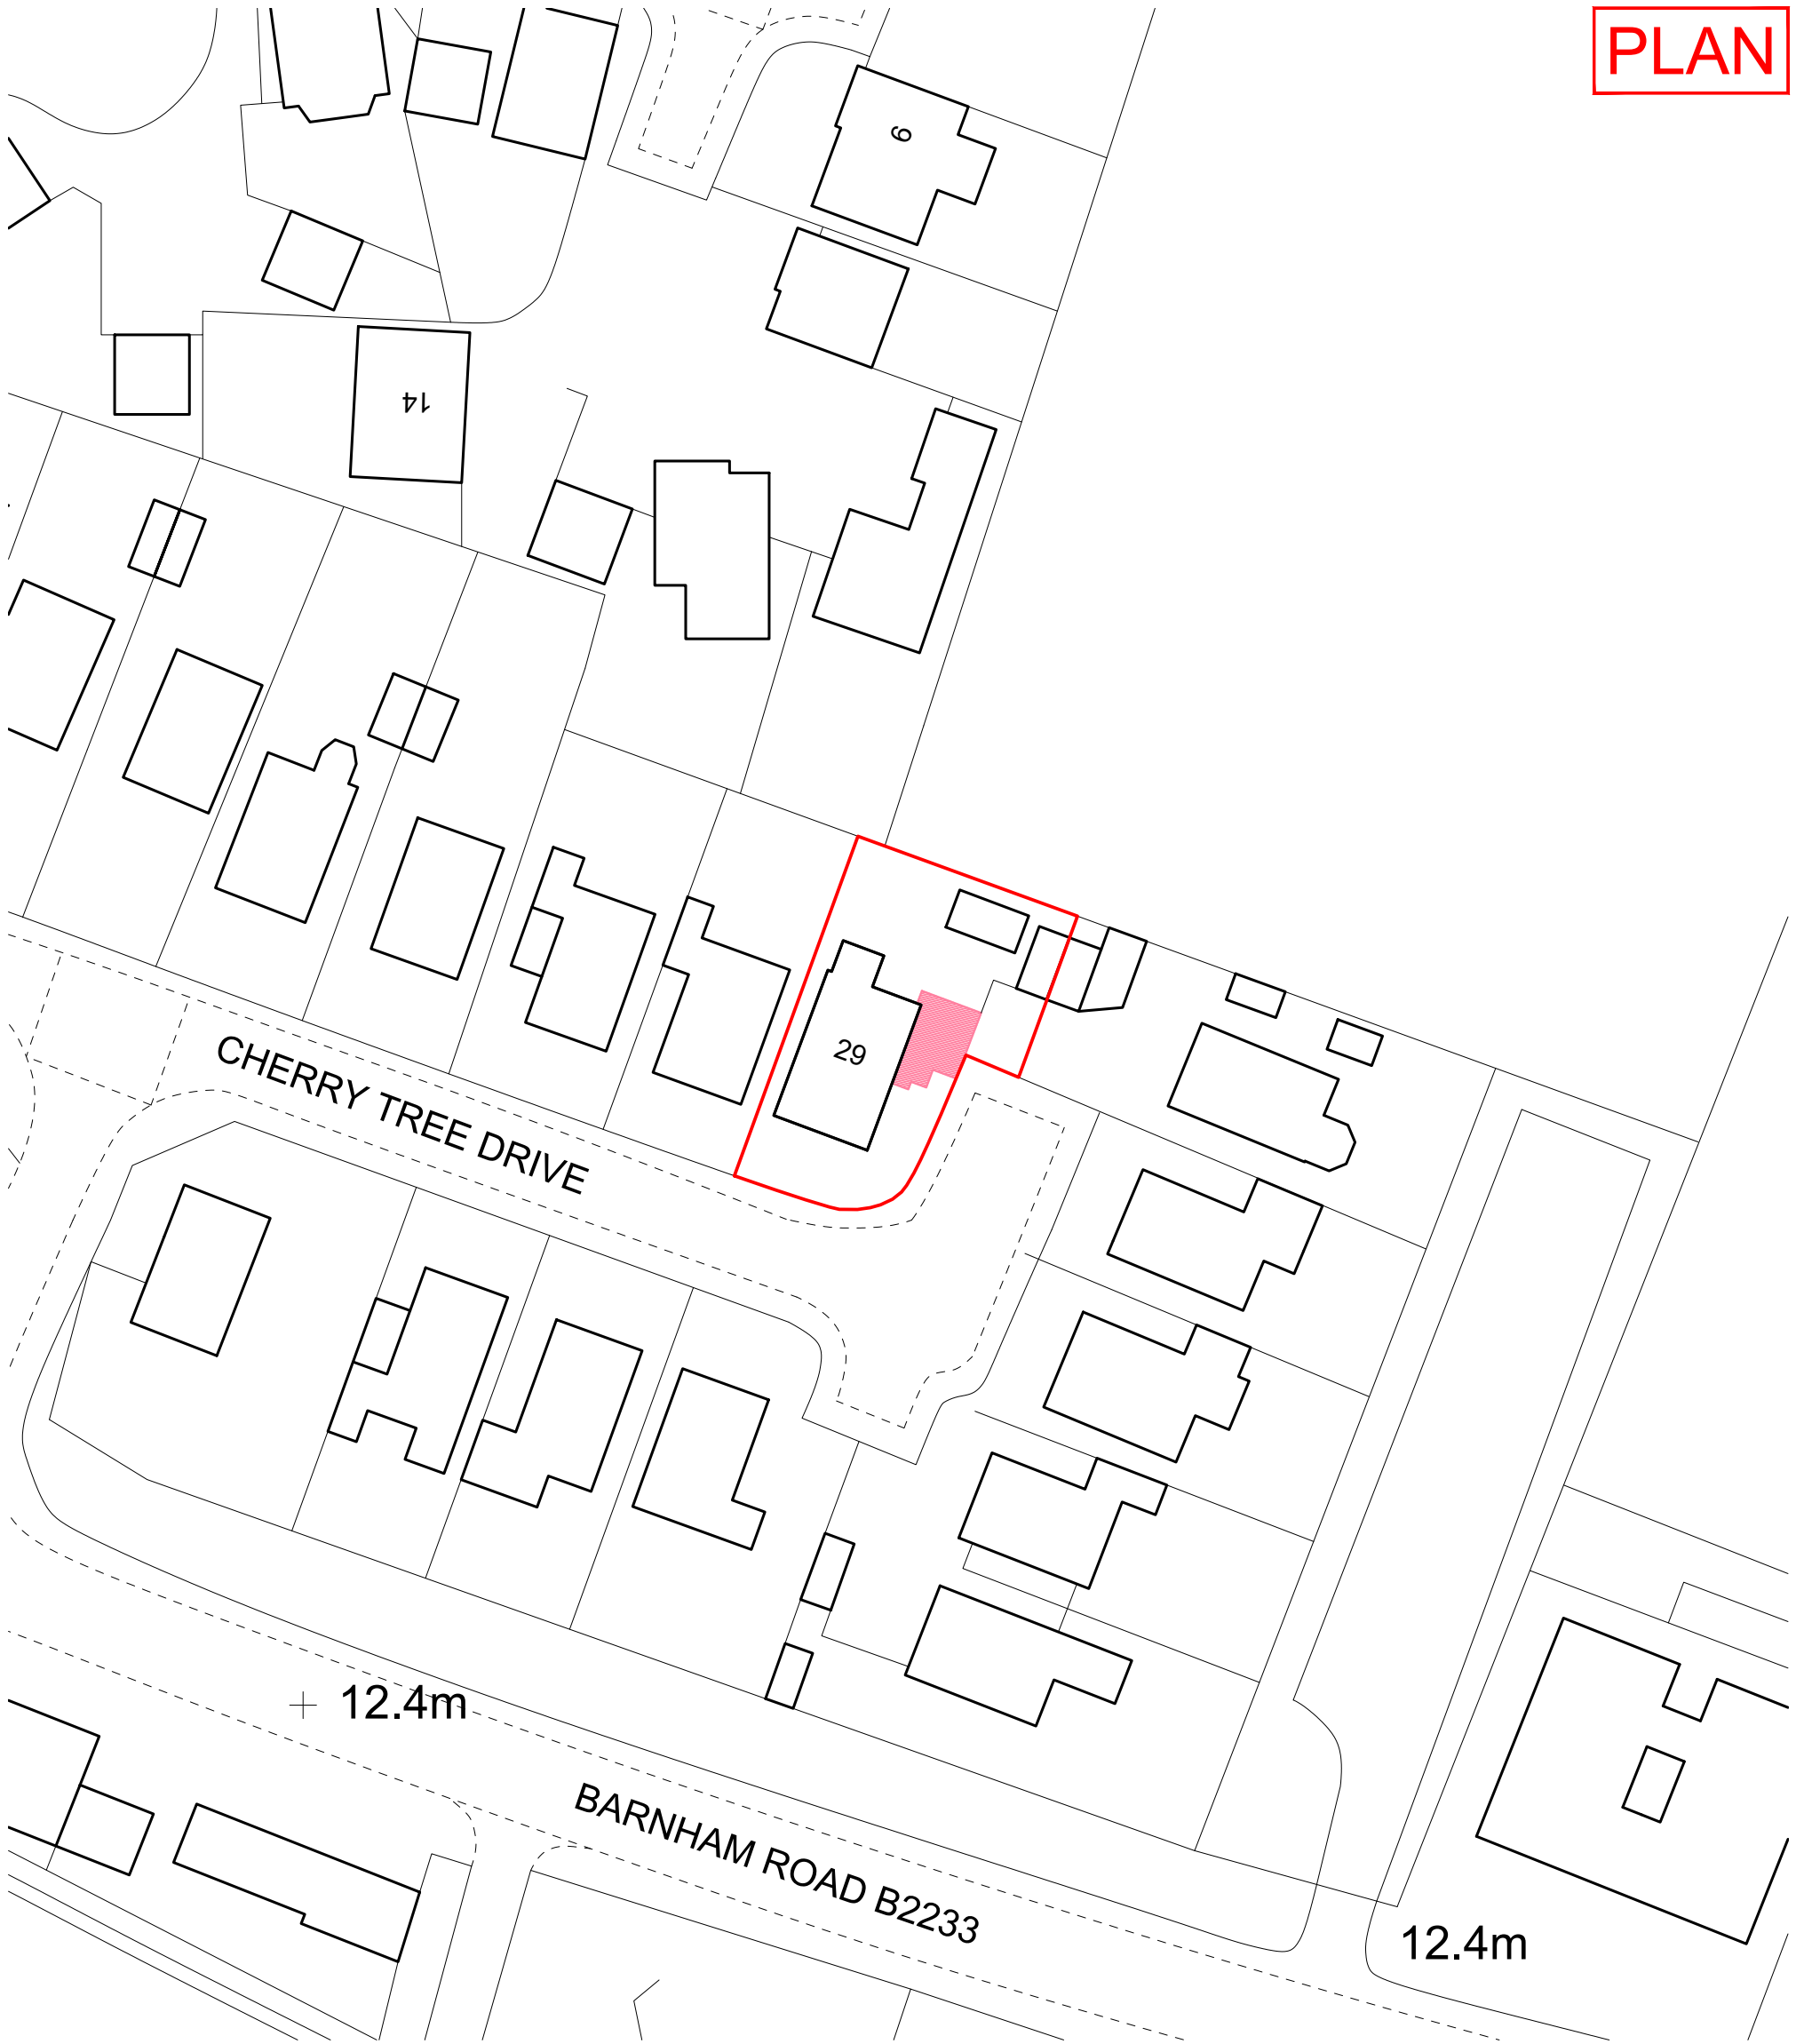 PLAN
6
14
29
CHERRY TREE DRIVE
12.4m
BARNHAM ROAD B2233
12.4m